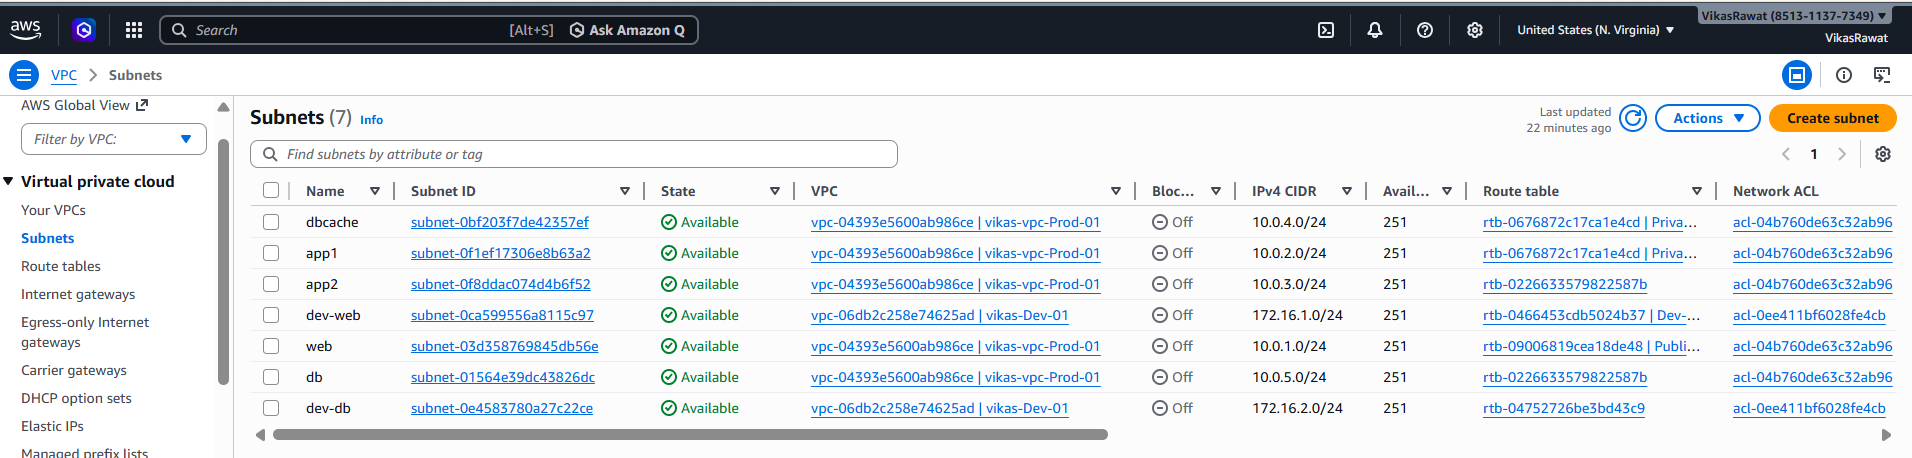 aws
Search [Alt+S] Ask Amazon Q
United States (N. Virginia)
VikasRawat (8513-1137-7349)
VikasRawat
VPC Subnets
AWS Global View
Filter by VPC:
Virtual private cloud
Your VPCs
Subnets
Route tables
Internet gateways
Egress-only Internet
gateways
Carrier gateways
DHCP option sets
Elastic IPs
Managed prefix lists
Subnets (7) Info
Last updated
22 minutes ago
Actions
Create subnet
Find subnets by attribute or tag
1
Name Subnet ID State VPC Bloc... IPv4 CIDR Avail... Route table Network ACL
dbcache subnet-0bf203f7de42357ef Available vpc-04393e5600ab986ce | vikas-vpc-Prod-01 Off 10.0.4.0/24 251 rtb-0676872c17ca1e4cd | Priva... acl-04b760de63c32ab96
app1 subnet-0f1ef17306e8b63a2 Available vpc-04393e5600ab986ce | vikas-vpc-Prod-01 Off 10.0.2.0/24 251 rtb-0676872c17ca1e4cd | Priva... acl-04b760de63c32ab96
app2 subnet-0f8ddac074d4b6f52 Available vpc-04393e5600ab986ce | vikas-vpc-Prod-01 Off 10.0.3.0/24 251 rtb-0226633579822587b acl-04b760de63c32ab96
dev-web subnet-0ca599556a8115c97 Available vpc-06db2c258e74625ad | vikas-Dev-01 Off 172.16.1.0/24 251 rtb-0466453cdb5024b37 | Dev-... acl-0ee411bf6028fe4cb
web subnet-03d358769845db56e Available vpc-04393e5600ab986ce | vikas-vpc-Prod-01 Off 10.0.1.0/24 251 rtb-09006819cea18de48 | Publi... acl-04b760de63c32ab96
db subnet-01564e39dc43826dc Available vpc-04393e5600ab986ce | vikas-vpc-Prod-01 Off 10.0.5.0/24 251 rtb-0226633579822587b acl-04b760de63c32ab96
dev-db subnet-0e4583780a27c22ce Available vpc-06db2c258e74625ad | vikas-Dev-01 Off 172.16.2.0/24 251 rtb-04752726be3bd43c9 acl-0ee411bf6028fe4cb